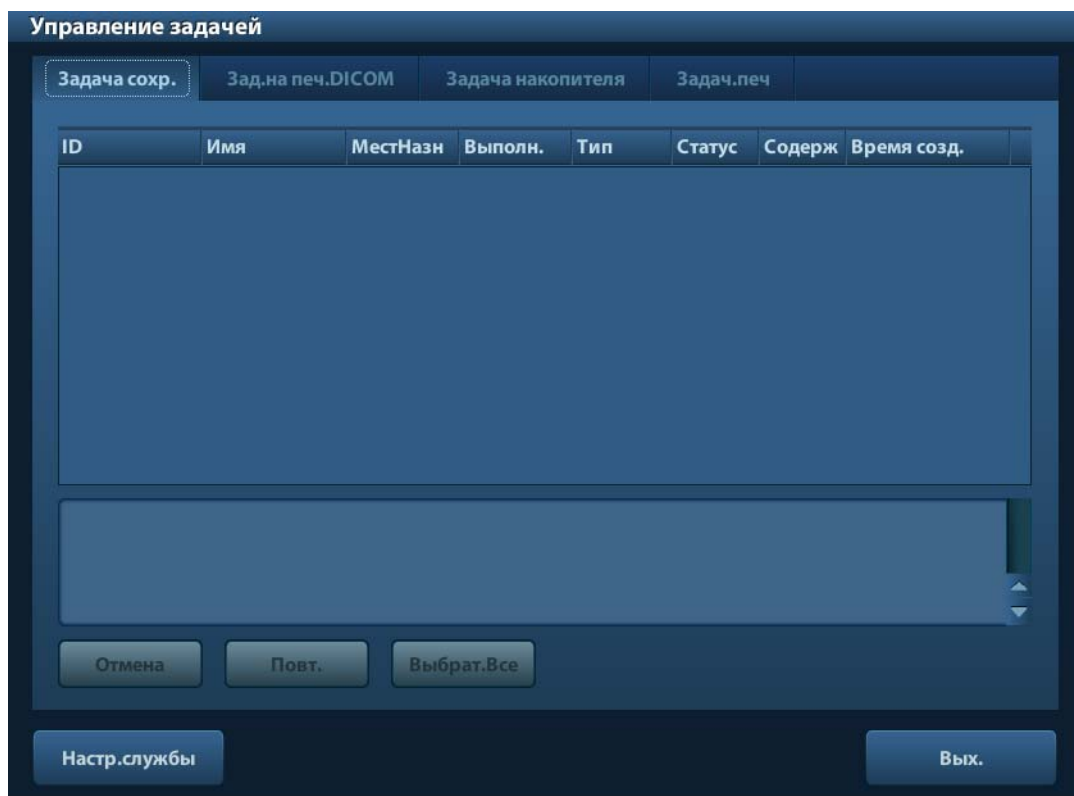 Управление задачей
Задача сохр. Зад.на печ.DICOM Задача накопителя Задач.печ
ID Имя МестНазн Выполн. Тип Статус Содерж Время созд.
Отмена Повт. Выбрат.Все
Настр.службы Вых.